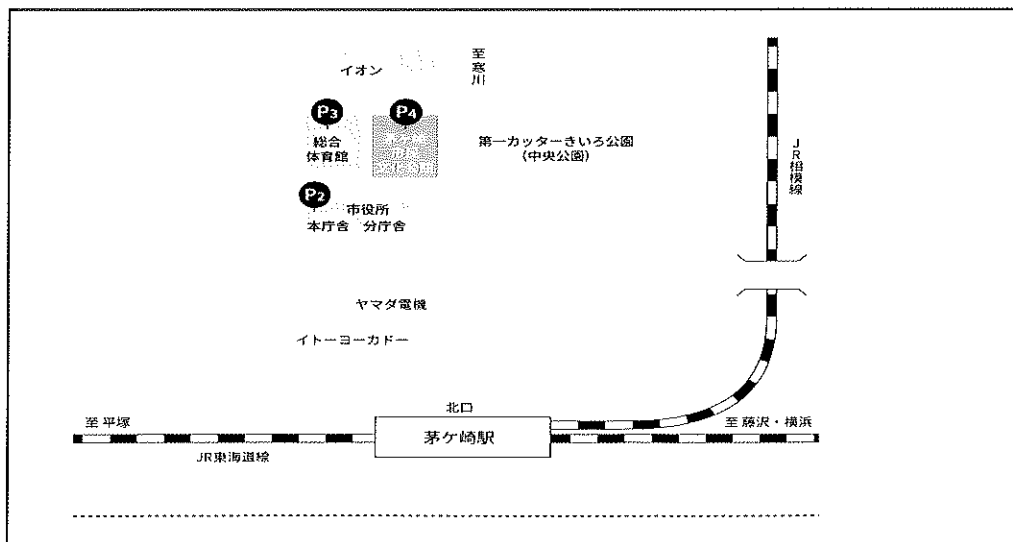 イオン
至寒川
P3
P4
総合
体育館
第一カッターきいろ公園
(中央公園)
JR相模線
P2
市役所
本庁舎 分庁舎
ヤマダ電機
イトーヨーカドー
北口
至 平塚
茅ケ崎駅
至 藤沢・横浜
JR東海道線